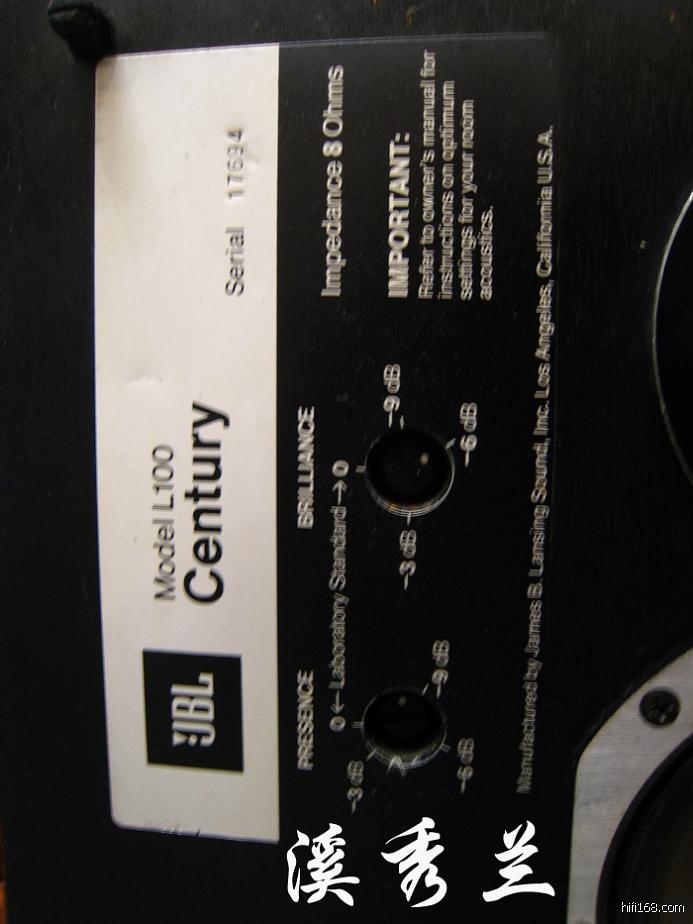 JBL
Model L100
Century
Serial 17694
PRESENCE
BRILLIANCE
Impedance 8 Ohms
0 ← Laboratory Standard → 0
-3 dB
-6 dB
-9 dB
-3 dB
-6 dB
-9 dB
IMPORTANT:
Refer to owner's manual for
instructions on optimum
settings for your room
acoustics.
Manufactured by James B. Lansing Sound, Inc. Los Angeles, California U.S.A.
溪秀兰
hifi168.com